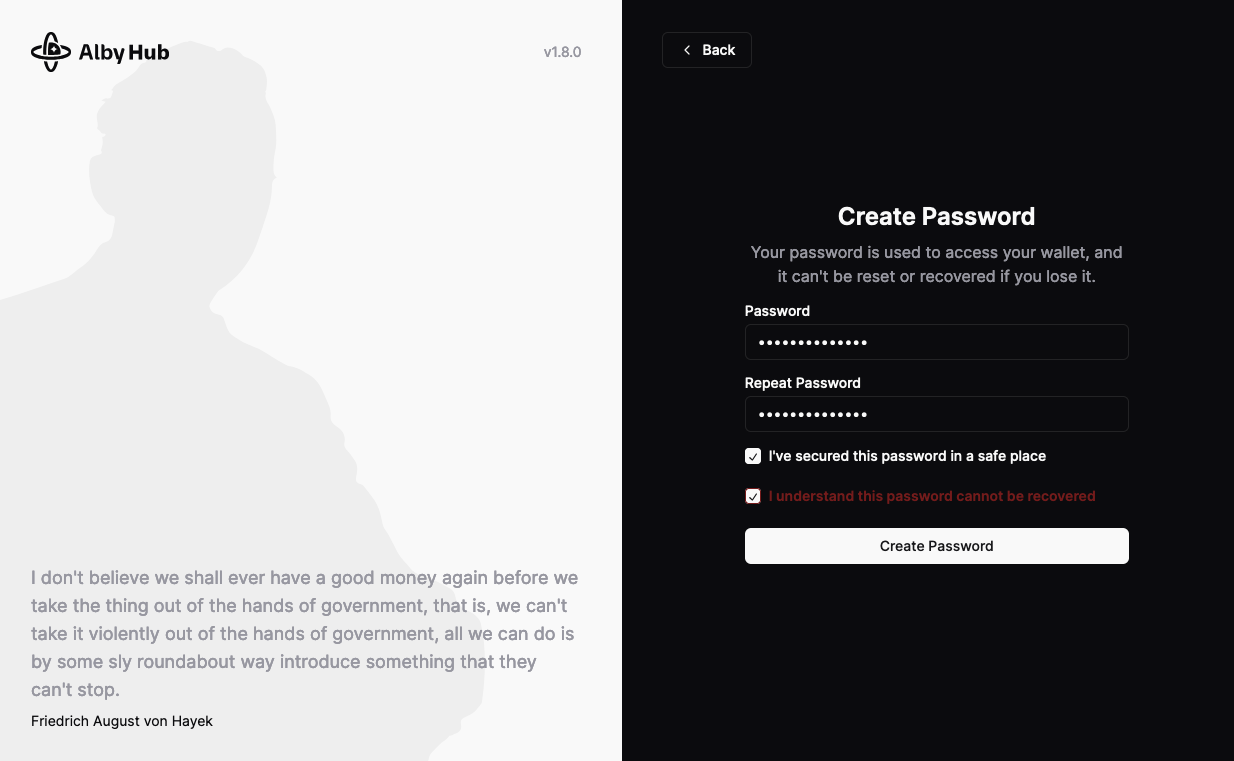 Alby Hub
v1.8.0
I don't believe we shall ever have a good money again before we
take the thing out of the hands of government, that is, we can't
take it violently out of the hands of government, all we can do is
by some sly roundabout way introduce something that they
can't stop.
Friedrich August von Hayek
Back
Create Password
Your password is used to access your wallet, and
it can't be reset or recovered if you lose it.
Password
••••••••••••••
Repeat Password
••••••••••••••
I've secured this password in a safe place
I understand this password cannot be recovered
Create Password